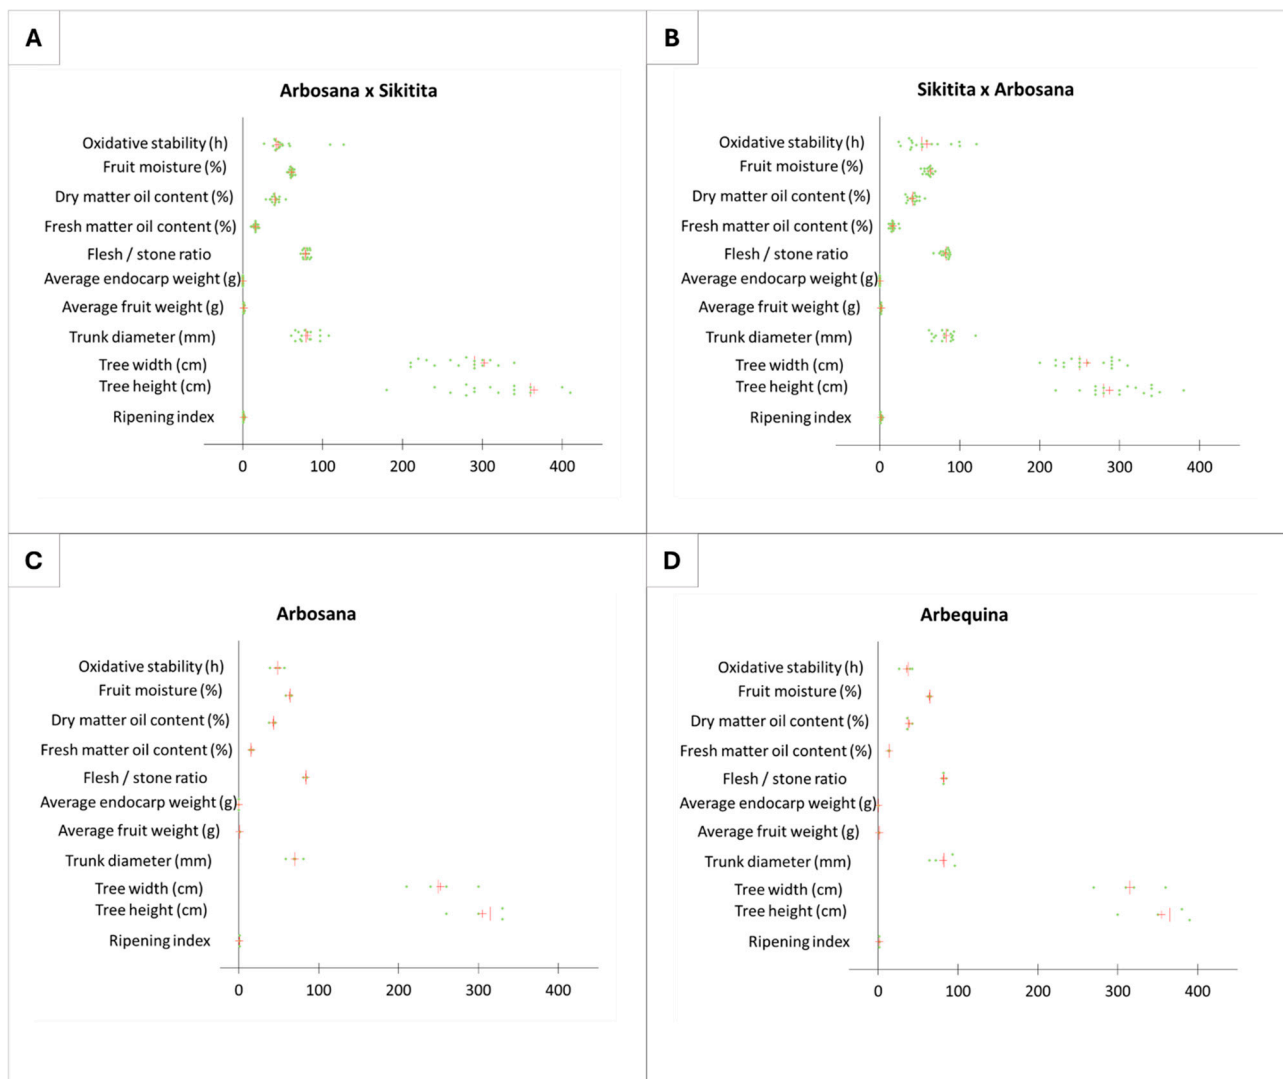 A
Arbosana x Sikitita
Oxidative stability (h)
Fruit moisture (%)
Dry matter oil content (%)
Fresh matter oil content (%)
Flesh / stone ratio
Average endocarp weight (g)
Average fruit weight (g)
Trunk diameter (mm)
Tree width (cm)
Tree height (cm)
Ripening index
0 100 200 300 400
B
Sikitita x Arbosana
Oxidative stability (h)
Fruit moisture (%)
Dry matter oil content (%)
Fresh matter oil content (%)
Flesh / stone ratio
Average endocarp weight (g)
Average fruit weight (g)
Trunk diameter (mm)
Tree width (cm)
Tree height (cm)
Ripening index
0 100 200 300 400
C
Arbosana
Oxidative stability (h)
Fruit moisture (%)
Dry matter oil content (%)
Fresh matter oil content (%)
Flesh / stone ratio
Average endocarp weight (g)
Average fruit weight (g)
Trunk diameter (mm)
Tree width (cm)
Tree height (cm)
Ripening index
0 100 200 300 400
D
Arbequina
Oxidative stability (h)
Fruit moisture (%)
Dry matter oil content (%)
Fresh matter oil content (%)
Flesh / stone ratio
Average endocarp weight (g)
Average fruit weight (g)
Trunk diameter (mm)
Tree width (cm)
Tree height (cm)
Ripening index
0 100 200 300 400